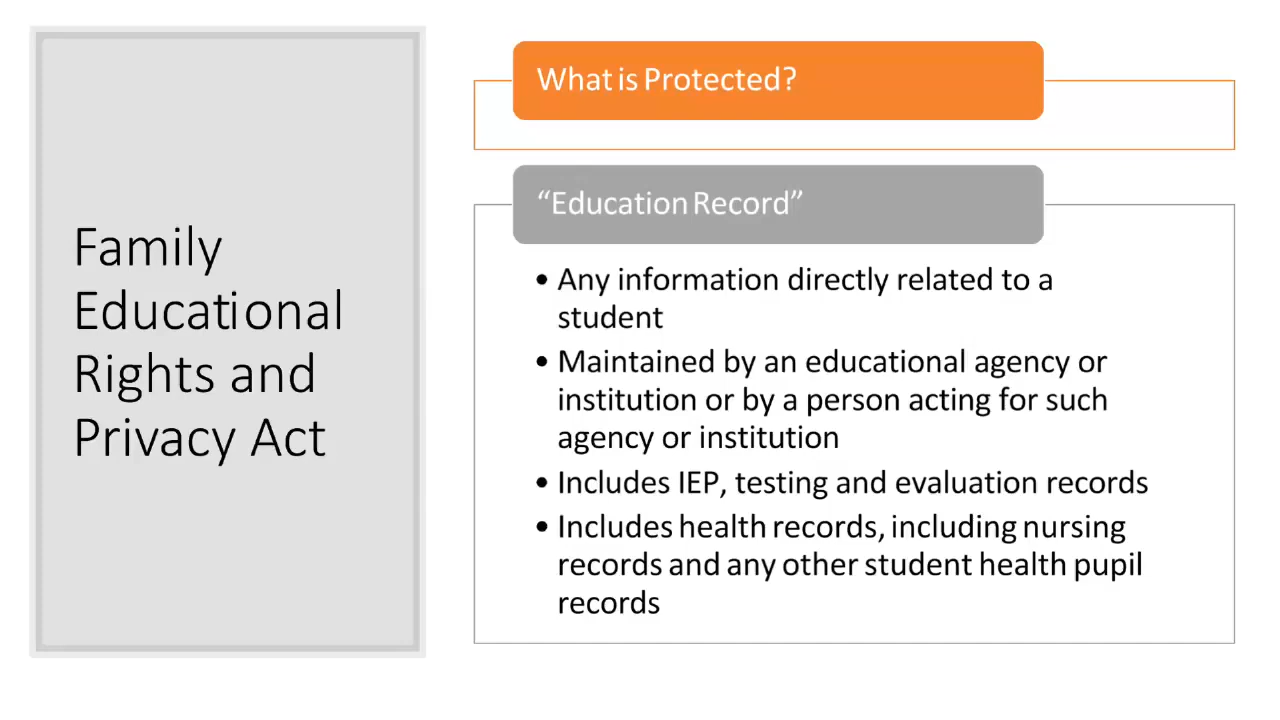 Family
Educational
Rights and
Privacy Act
What is Protected?
“Education Record”
• Any information directly related to a
student
• Maintained by an educational agency or
institution or by a person acting for such
agency or institution
• Includes IEP, testing and evaluation records
• Includes health records, including nursing
records and any other student health pupil
records